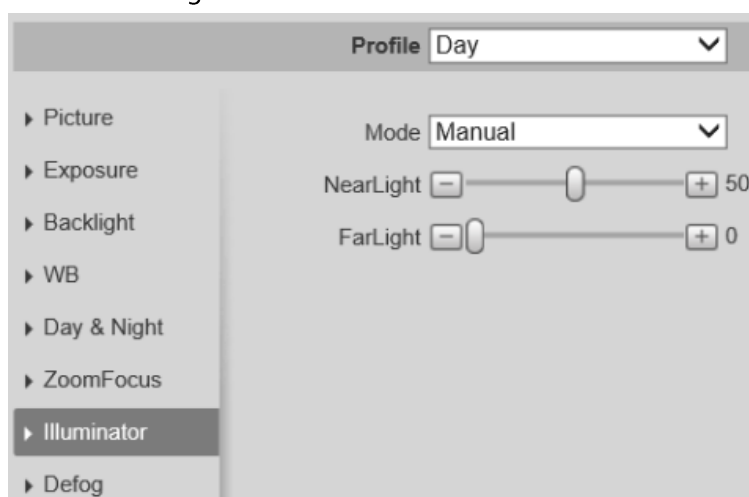 Profile Day
Picture
Mode Manual
Exposure
NearLight 50
Backlight
FarLight 0
WB
Day & Night
ZoomFocus
Illuminator
Defog